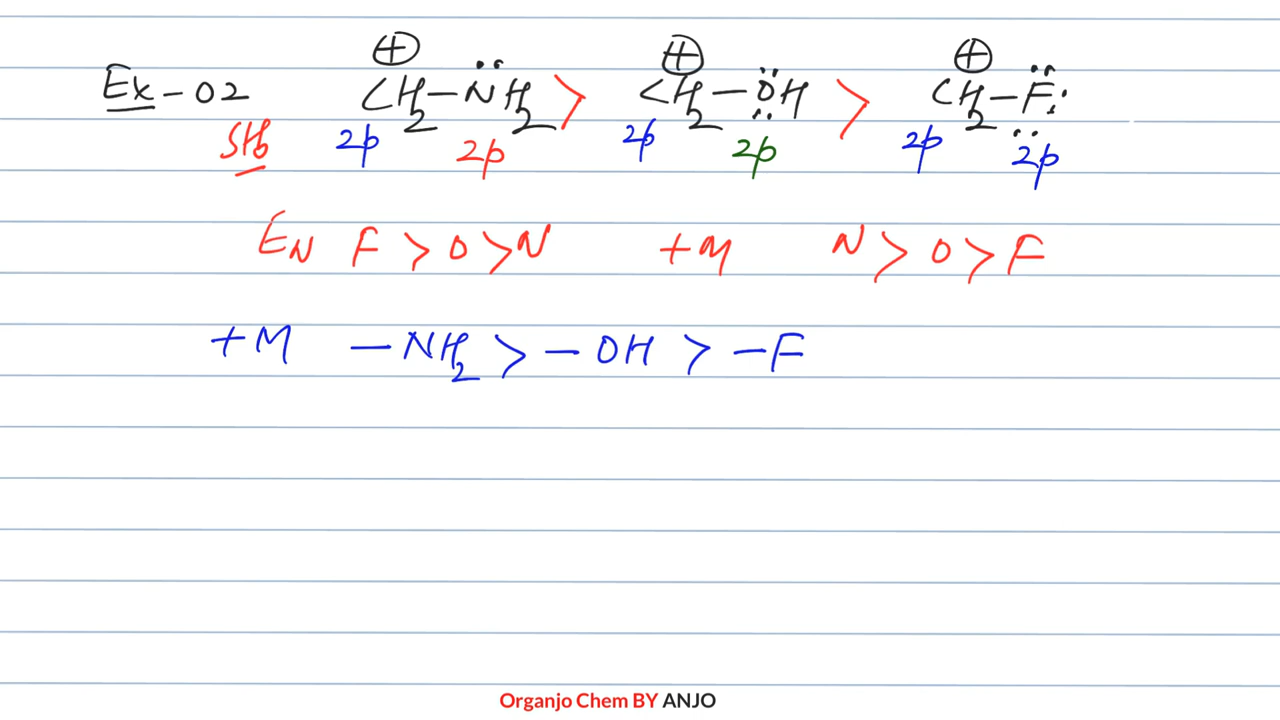 Ex-02 ⊕CH₂-N̈H₂ > ⊕CH₂-ÖH > ⊕CH₂-F̈:
Stb 2p 2p 2p 2p 2p 2p
EN F > O > N +M N > O > F
+M -NH₂ > -OH > -F
Organjo Chem BY ANJO